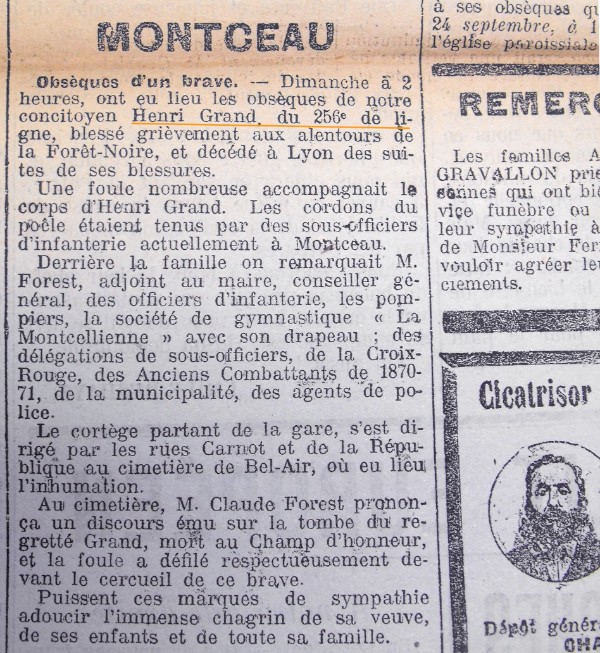 MONTCEAU
Obsèques d'un brave. — Dimanche à 2
heures, ont eu lieu les obsèques de notre
concitoyen Henri Grand, du 256e de li-
gne, blessé grièvement aux alentours de
la Forêt-Noire, et décédé à Lyon des sui-
tes de ses blessures.
Une foule nombreuse accompagnait le
corps d'Henri Grand. Les cordons du
poêle étaient tenus par des sous-officiers
d'infanterie actuellement à Montceau.
Derrière la famille on remarquait M.
Forest, adjoint au maire, conseiller gé-
néral, des officiers d'infanterie, les pom-
piers, la société de gymnastique « La
Montcellienne » avec son drapeau ; des
délégations de sous-officiers, de la Croix-
Rouge, des Anciens Combattants de 1870-
71, de la municipalité, des agents de po-
lice.
Le cortège partant de la gare, s'est di-
rigé par les rues Carnot et de la Répu-
blique au cimetière de Bel-Air, où eu lieu
l'inhumation.
Au cimetière, M. Claude Forest pronon-
ça un discours ému sur la tombe du re-
gretté Grand, mort au Champ d'honneur,
et la foule a défilé respectueusement de-
vant le cercueil de ce brave.
Puissent ces marques de sympathie
adoucir l'immense chagrin de sa veuve,
de ses enfants et de toute sa famille.
à ses obsèques qu
24 septembre, à 1
l'église paroissiale
REMER
Les familles A
GRAVALLON prie
sonnes qui ont bi
vice funèbre ou
leur sympathie à
de Monsieur Fer
vouloir agréer leu
ciements.
Cicatrisor
Dépôt généra
CHA